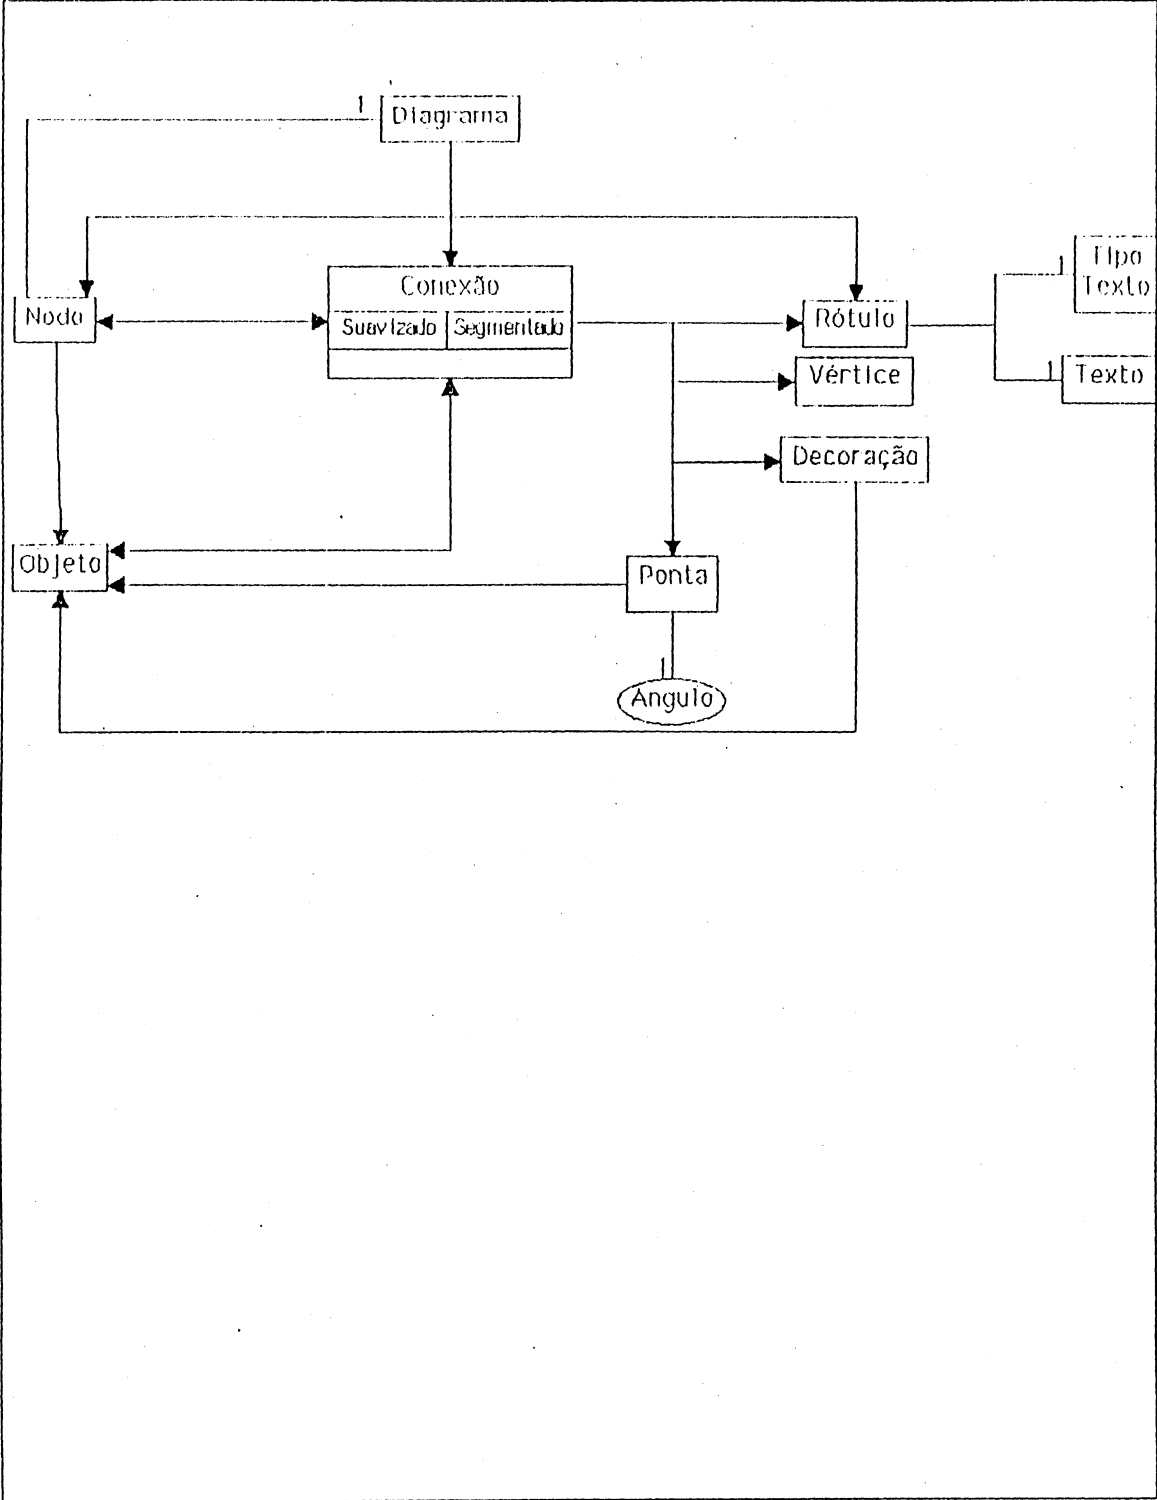 1
Diagrama
Conexão
Suavizado
Segmentado
Nodo
Rótulo
1
Tipo
Texto
Vértice
1
Texto
Decoração
Objeto
Ponta
1
Angulo